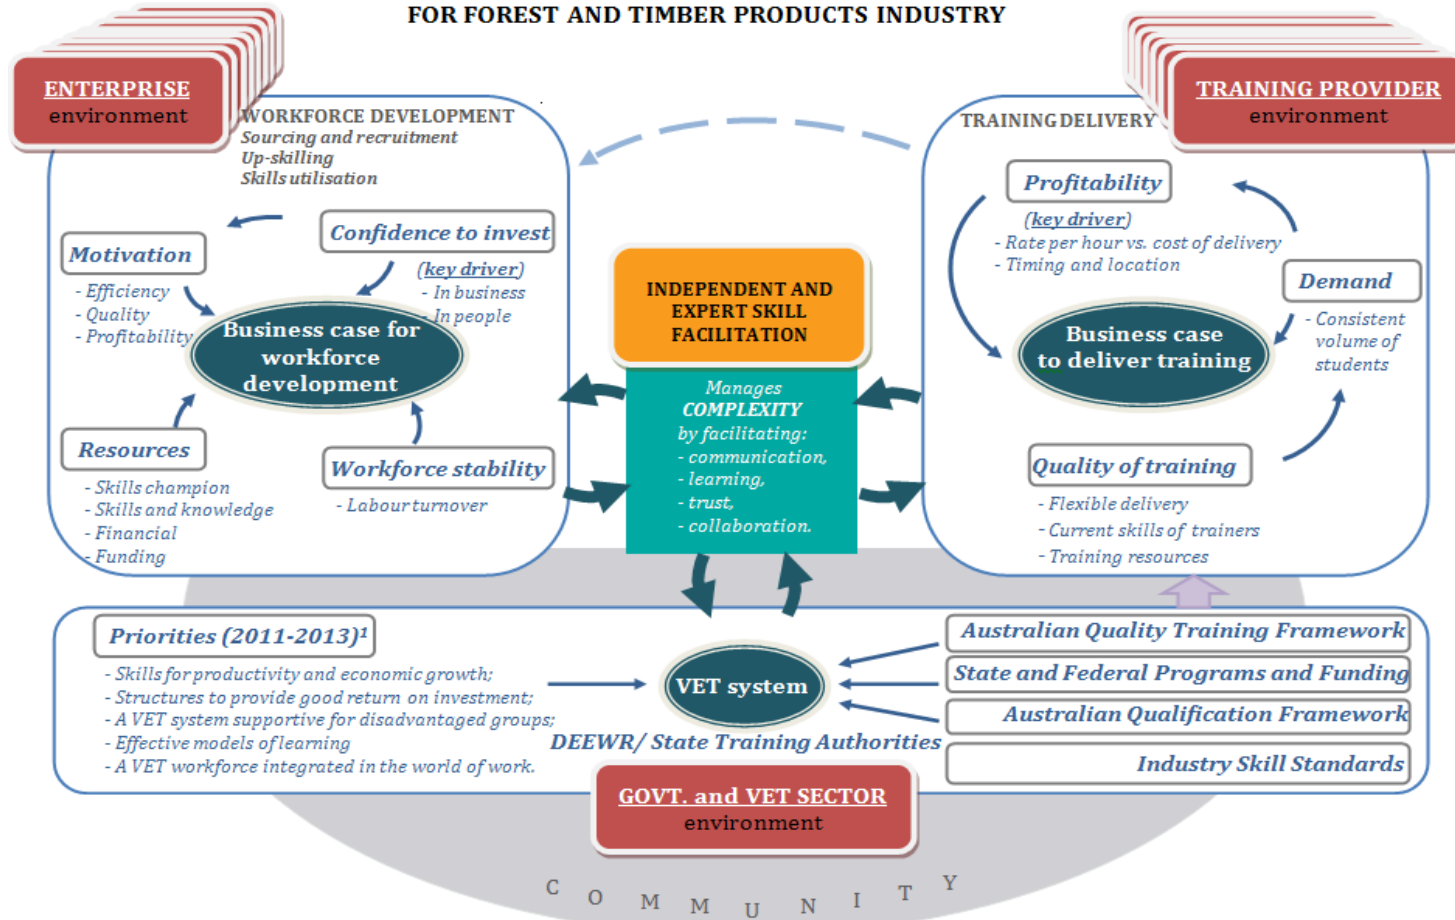 FOR FOREST AND TIMBER PRODUCTS INDUSTRY
ENTERPRISE
environment
WORKFORCE DEVELOPMENT
Sourcing and recruitment
Up-skilling
Skills utilisation
Motivation
- Efficiency
- Quality
- Profitability
Confidence to invest
(key driver)
- In business
- In people
Business case for
workforce
development
Resources
- Skills champion
- Skills and knowledge
- Financial
- Funding
Workforce stability
- Labour turnover
INDEPENDENT AND
EXPERT SKILL
FACILITATION
Manages
COMPLEXITY
by facilitating:
- communication,
- learning,
- trust,
- collaboration.
TRAINING PROVIDER
environment
TRAINING DELIVERY
Profitability
(key driver)
- Rate per hour vs. cost of delivery
- Timing and location
Demand
- Consistent
volume of
students
Business case
to deliver training
Quality of training
- Flexible delivery
- Current skills of trainers
- Training resources
Priorities (2011-2013)¹
- Skills for productivity and economic growth;
- Structures to provide good return on investment;
- A VET system supportive for disadvantaged groups;
- Effective models of learning
- A VET workforce integrated in the world of work.
VET system
DEEWR/ State Training Authorities
Australian Quality Training Framework
State and Federal Programs and Funding
Australian Qualification Framework
Industry Skill Standards
GOVT. and VET SECTOR
environment
COMMUNITY